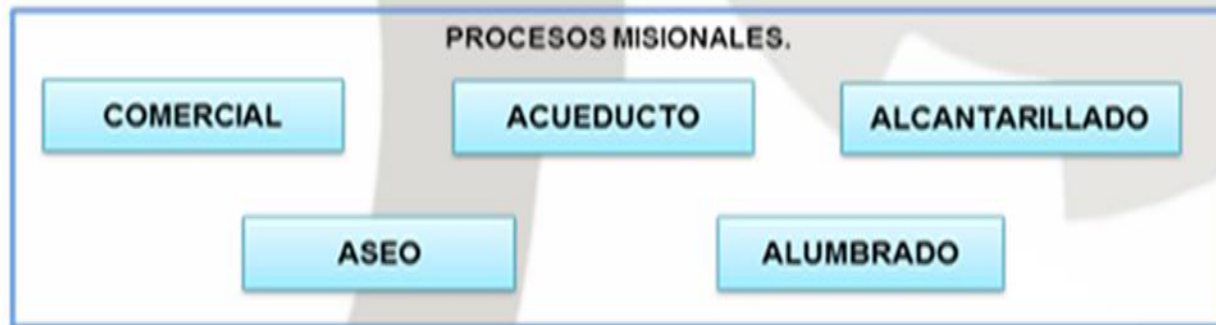 PROCESOS MISIONALES.
COMERCIAL
ACUEDUCTO
ALCANTARILLADO
ASEO
ALUMBRADO